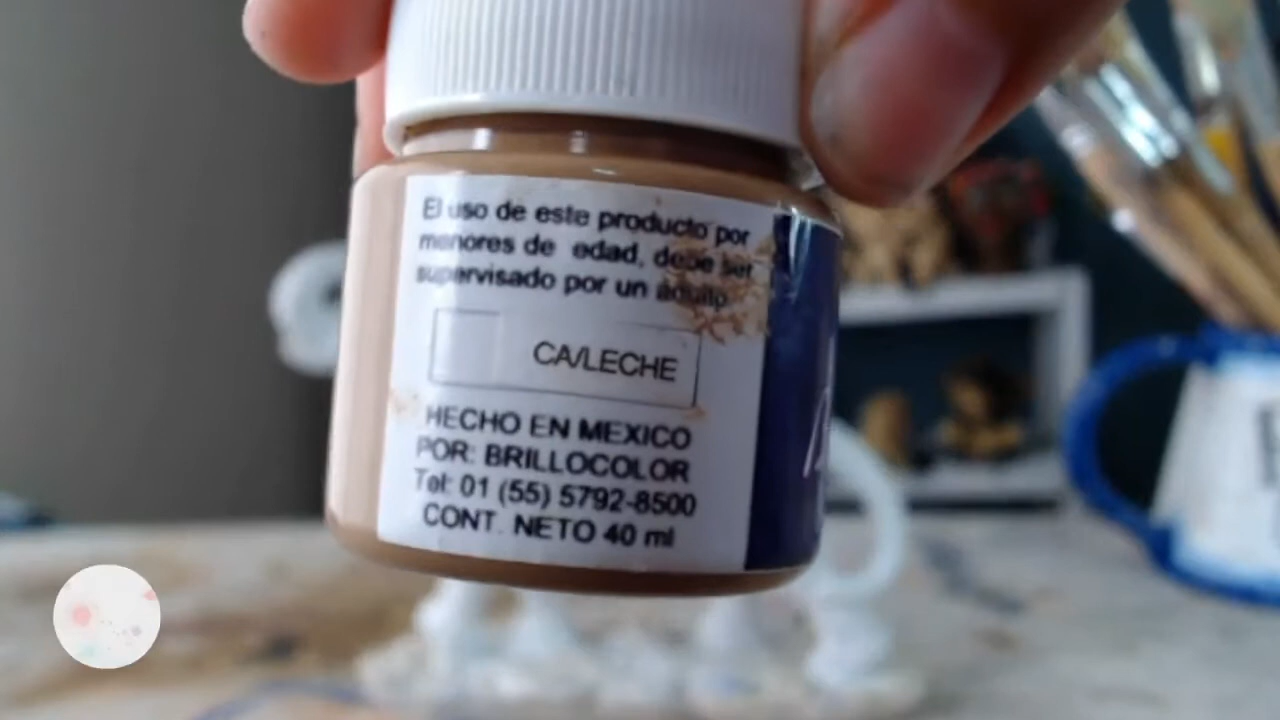 El uso de este producto por
menores de edad, debe ser
supervisado por un adulto
CA/LECHE
HECHO EN MEXICO
POR: BRILLOCOLOR
Tel: 01 (55) 5792-8500
CONT. NETO 40 ml